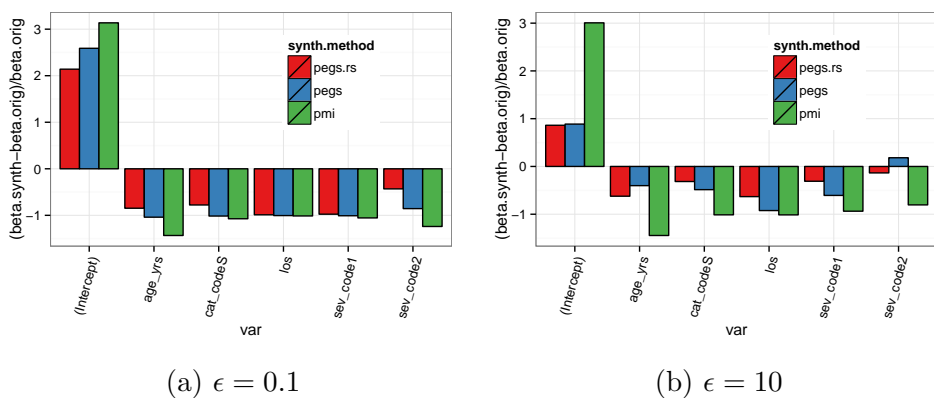 (beta.synth−beta.orig)/beta.orig
3
2
1
0
−1
synth.method
pegs.rs
pegs
pmi
(Intercept)
age_yrs
cat_codeS
los
sev_code1
sev_code2
var
(a) ϵ = 0.1
(beta.synth−beta.orig)/beta.orig
3
2
1
0
−1
synth.method
pegs.rs
pegs
pmi
(Intercept)
age_yrs
cat_codeS
los
sev_code1
sev_code2
var
(b) ϵ = 10